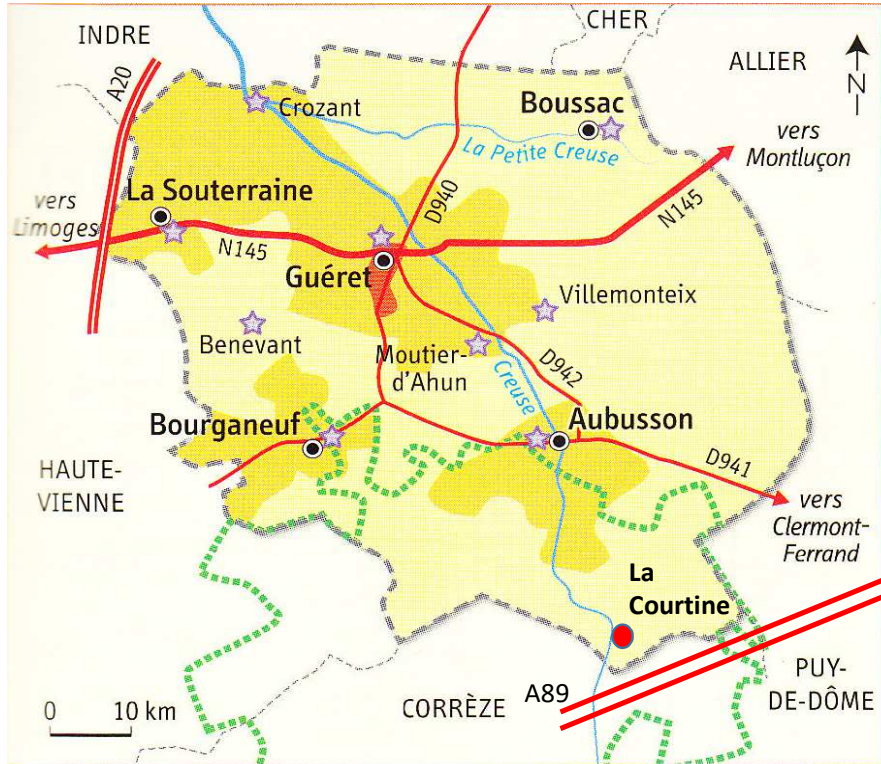 INDRE
CHER
ALLIER
N
A20
Crozant
Boussac
La Petite Creuse
vers
Montluçon
La Souterraine
vers
Limoges
D940
N145
N145
Guéret
Villemonteix
Benevant
Moutier-
d'Ahun
Creuse
D942
Bourganeuf
Aubusson
HAUTE-
VIENNE
D941
vers
Clermont-
Ferrand
La
Courtine
A89
CORRÈZE
PUY-
DE-DÔME
0 10 km